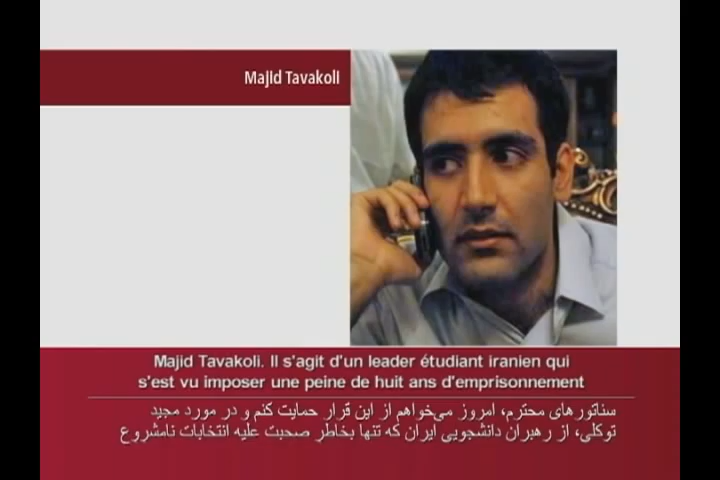 Majid Tavakoli
Majid Tavakoli. Il s'agit d'un leader étudiant iranien qui
s'est vu imposer une peine de huit ans d'emprisonnement
سناتورهای محترم، امروز می‌خواهم از این قرار حمایت کنم و در مورد مجید
توکلی، از رهبران دانشجویی ایران که تنها بخاطر صحبت علیه انتخابات نامشروع